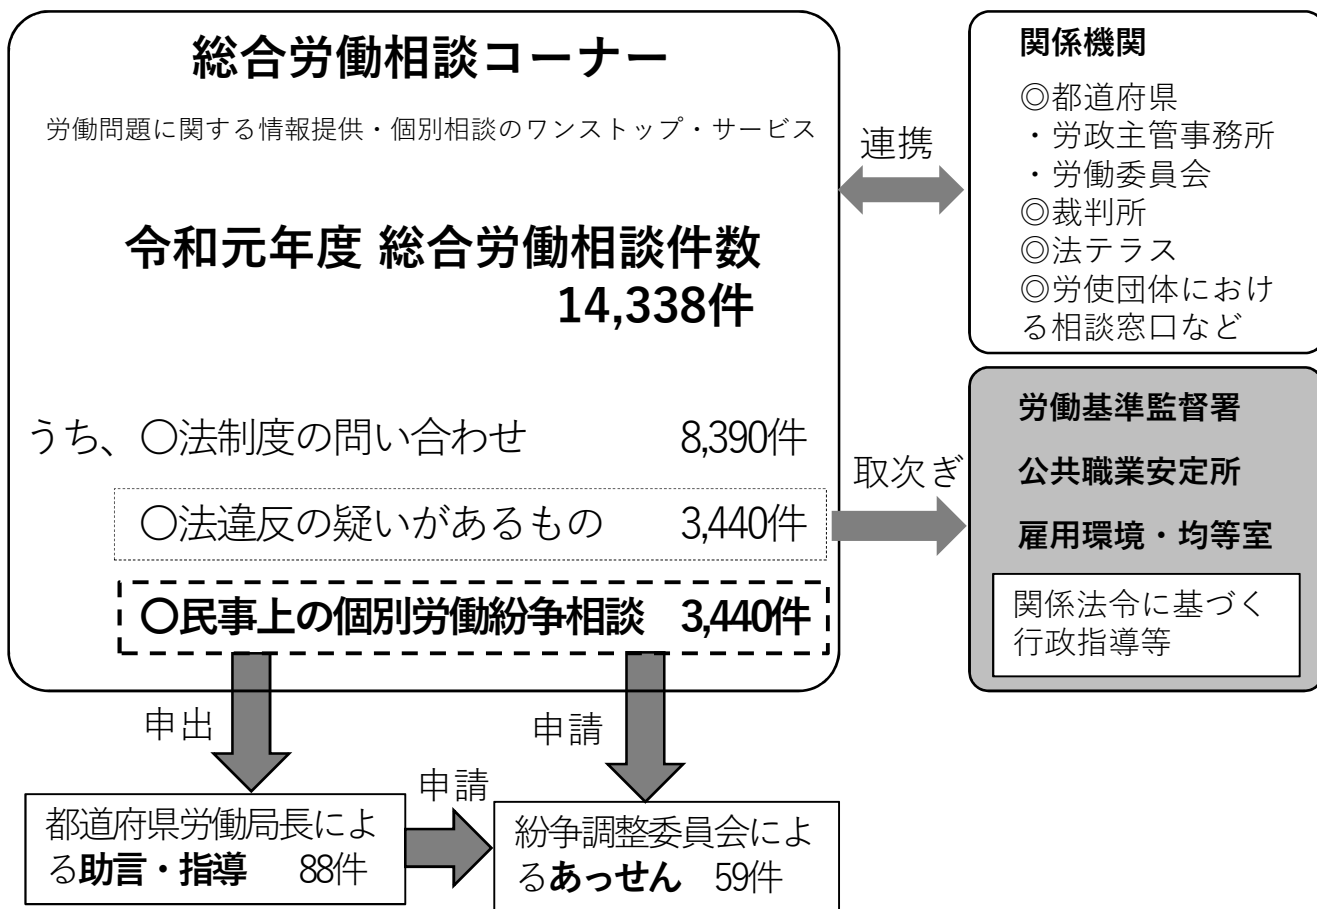 総合労働相談コーナー
労働問題に関する情報提供・個別相談のワンストップ・サービス
令和元年度 総合労働相談件数
14,338件
うち、〇法制度の問い合わせ 8,390件
〇法違反の疑いがあるもの 3,440件
〇民事上の個別労働紛争相談 3,440件
連携
関係機関
◎都道府県
・労政主管事務所
・労働委員会
◎裁判所
◎法テラス
◎労使団体におけ
る相談窓口など
取次ぎ
労働基準監督署
公共職業安定所
雇用環境・均等室
関係法令に基づく
行政指導等
申出
申請
都道府県労働局長によ
る助言・指導 88件
申請
紛争調整委員会によ
るあっせん 59件